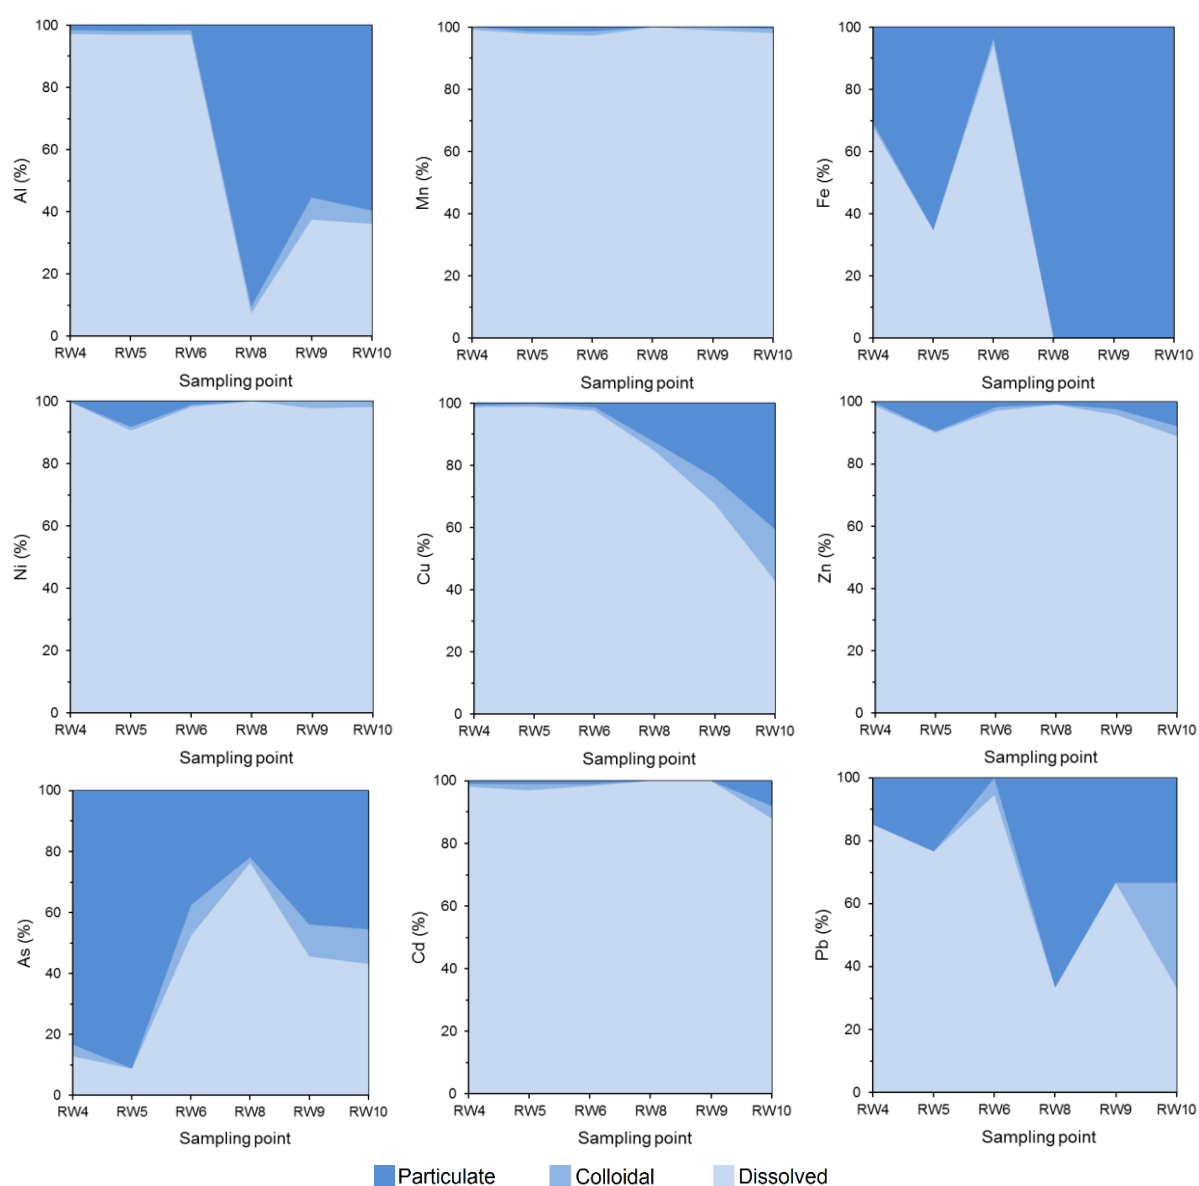 Al (%)
100
80
60
40
20
0
RW4 RW5 RW6 RW8 RW9 RW10
Sampling point
Mn (%)
100
80
60
40
20
0
RW4 RW5 RW6 RW8 RW9 RW10
Sampling point
Fe (%)
100
80
60
40
20
0
RW4 RW5 RW6 RW8 RW9 RW10
Sampling point
Ni (%)
100
80
60
40
20
0
RW4 RW5 RW6 RW8 RW9 RW10
Sampling point
Cu (%)
100
80
60
40
20
0
RW4 RW5 RW6 RW8 RW9 RW10
Sampling point
Zn (%)
100
80
60
40
20
0
RW4 RW5 RW6 RW8 RW9 RW10
Sampling point
As (%)
100
80
60
40
20
0
RW4 RW5 RW6 RW8 RW9 RW10
Sampling point
Cd (%)
100
80
60
40
20
0
RW4 RW5 RW6 RW8 RW9 RW10
Sampling point
Pb (%)
100
80
60
40
20
0
RW4 RW5 RW6 RW8 RW9 RW10
Sampling point
Particulate Colloidal Dissolved